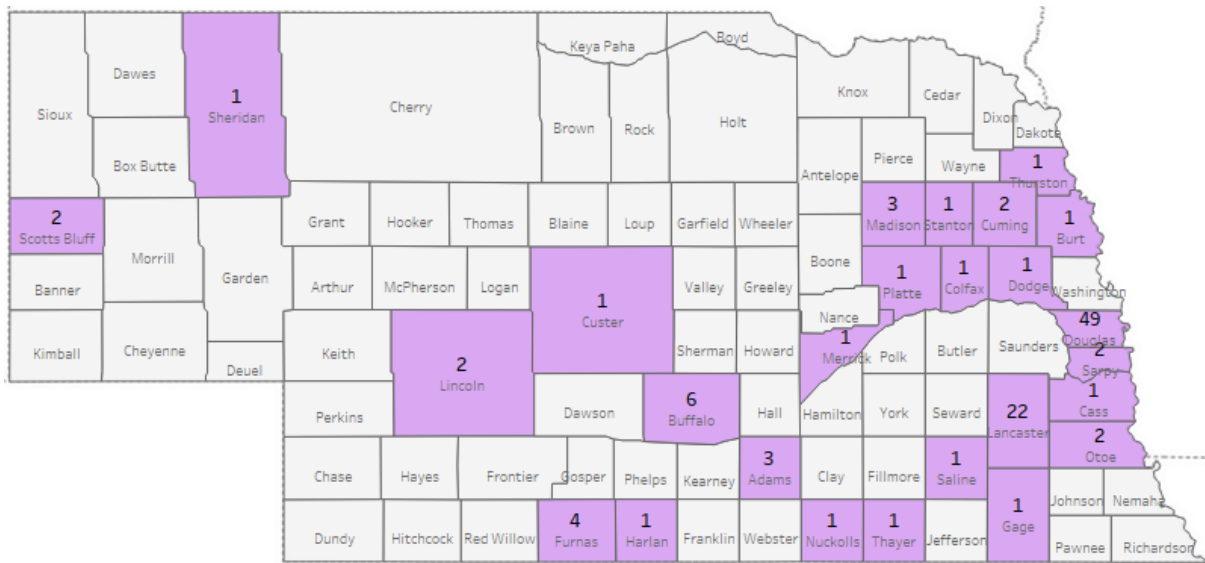 Keya Paha
Boyd
Dawes
Knox
Cedar
1
Sheridan
Cherry
Sioux
Brown
Rock
Holt
Dixon
Dakota
Box Butte
Pierce
Wayne
1
Thurston
Antelope
2
Scotts Bluff
Grant
Hooker
Thomas
Blaine
Loup
Garfield
Wheeler
3
Madison
1
Stanton
2
Cuming
1
Burt
Morrill
Garden
Boone
Banner
Arthur
McPherson
Logan
1
Custer
Valley
Greeley
1
Platte
1
Colfax
1
Dodge
Washington
Nance
49
Douglas
Kimball
Cheyenne
Deuel
Keith
2
Lincoln
Sherman
Howard
1
Merrick
Polk
Butler
Saunders
2
Sarpy
Perkins
Dawson
6
Buffalo
Hall
Hamilton
York
Seward
22
Lancaster
1
Cass
2
Otoe
Chase
Hayes
Frontier
Gosper
Phelps
Kearney
3
Adams
Clay
Fillmore
1
Saline
Dundy
Hitchcock
Red Willow
4
Furnas
1
Harlan
Franklin
Webster
1
Nuckolls
1
Thayer
Jefferson
1
Gage
Johnson
Nemaha
Pawnee
Richardson